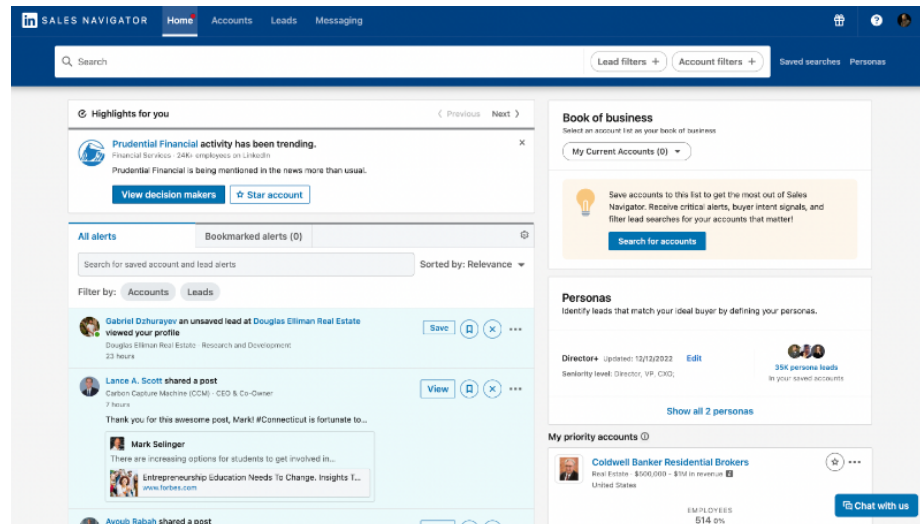 in SALES NAVIGATOR Home Accounts Leads Messaging
Search Lead filters + Account filters + Saved searches Personas
Highlights for you Previous Next
Prudential Financial activity has been trending.
Financial Services · 24K+ employees on LinkedIn
Prudential Financial is being mentioned in the news more than usual.
View decision makers Star account
All alerts Bookmarked alerts (0)
Search for saved account and lead alerts Sorted by: Relevance
Filter by: Accounts Leads
Gabriel Dzhurayev an unsaved lead at Douglas Elliman Real Estate
viewed your profile
Save
Douglas Elliman Real Estate · Research and Development
23 hours
Lance A. Scott shared a post
View
Carbon Capture Machine (CCM) · CEO & Co-Owner
7 hours
Thank you for this awesome post, Mark! #Connecticut is fortunate to...
Mark Selinger
There are increasing options for students to get involved in...
Entrepreneurship Education Needs To Change. Insights T...
www.forbes.com
Ayoub Rabah shared a post
Book of business
Select an account list as your book of business
My Current Accounts (0)
Save accounts to this list to get the most out of Sales
Navigator. Receive critical alerts, buyer intent signals, and
filter lead searches for your accounts that matter!
Search for accounts
Personas
Identify leads that match your ideal buyer by defining your personas.
Director+ Updated: 12/12/2022 Edit
Seniority level: Director, VP, CXO;
35K persona leads
in your saved accounts
Show all 2 personas
My priority accounts
Coldwell Banker Residential Brokers
Real Estate · $500,000 - $1M in revenue
United States
EMPLOYEES
514 0%
Chat with us